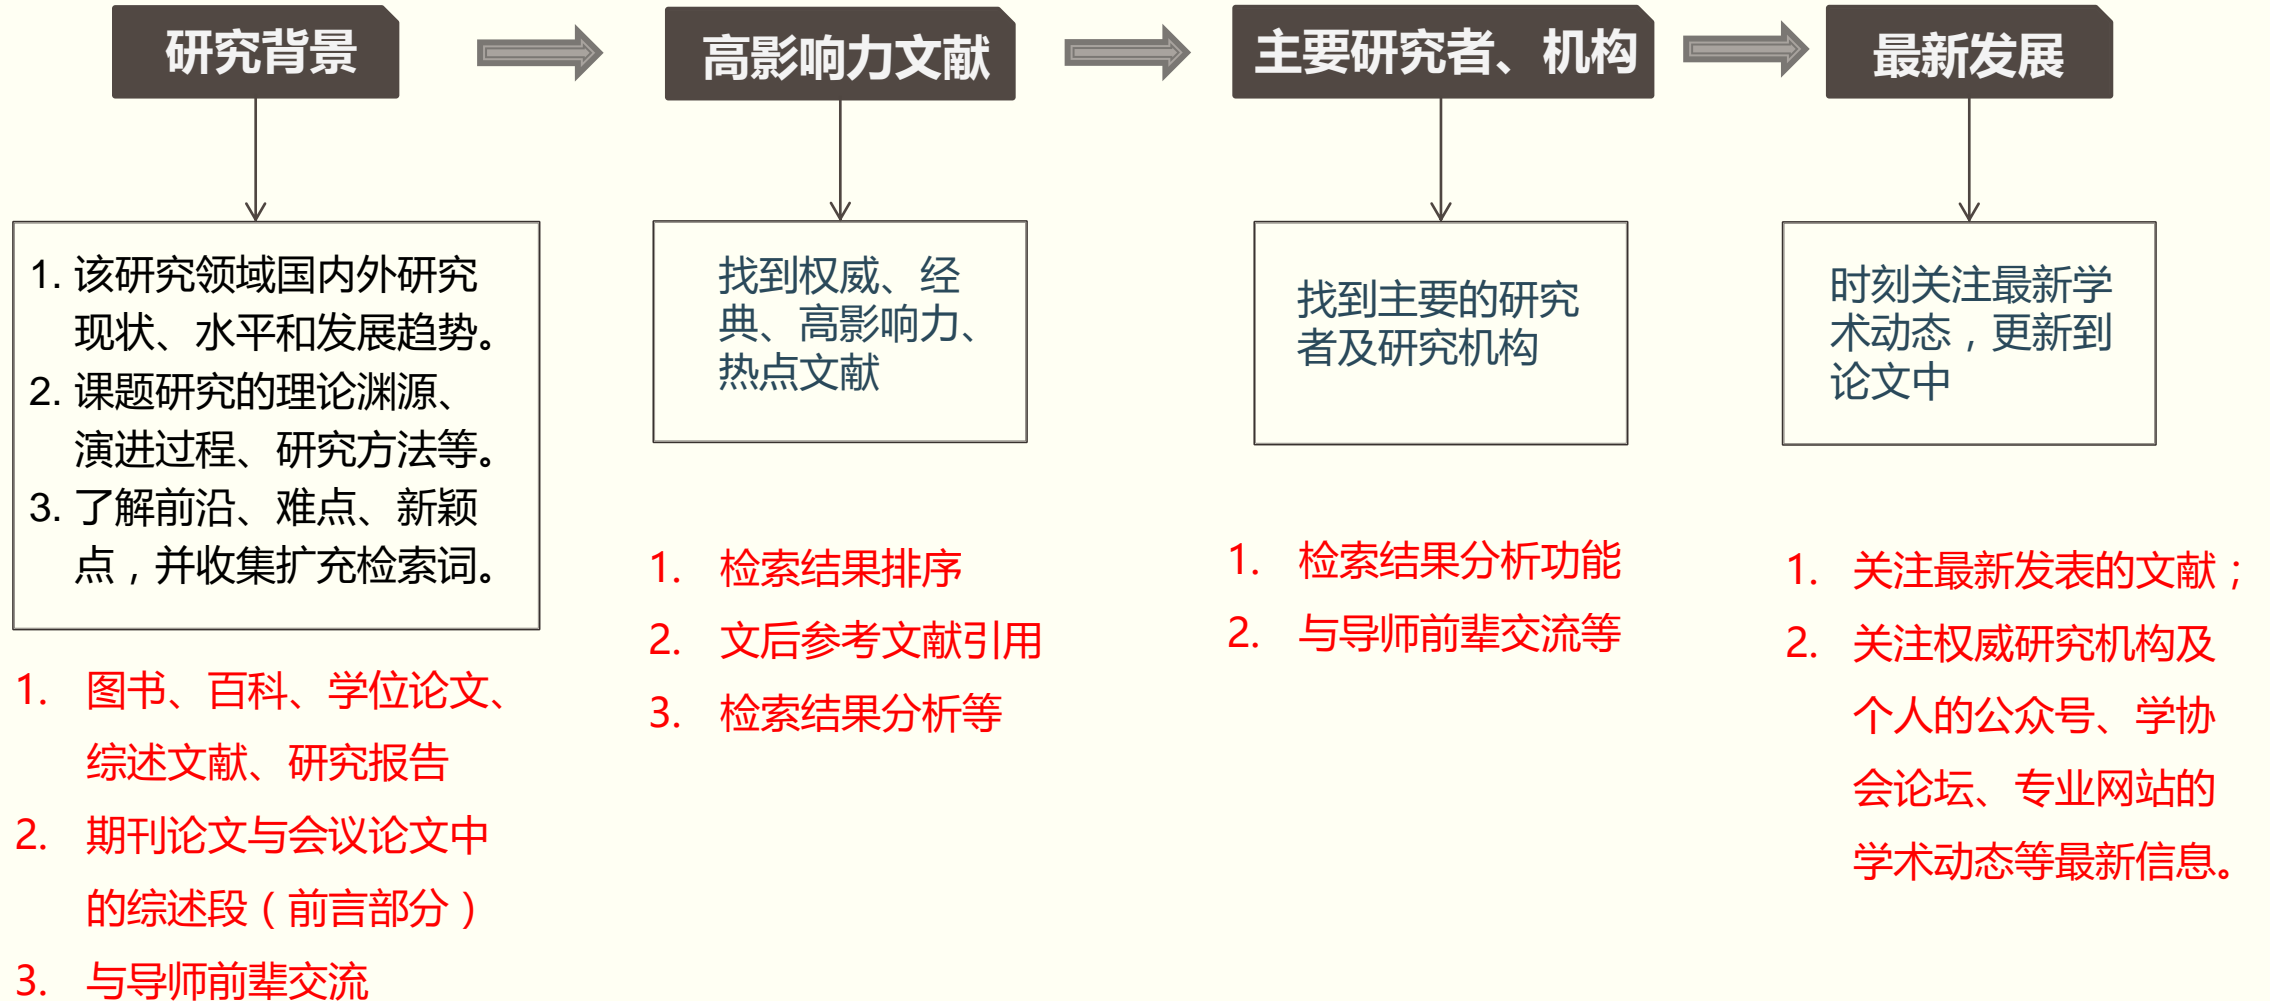 研究背景
高影响力文献
主要研究者、机构
最新发展
1. 该研究领域国内外研究
现状、水平和发展趋势。
2. 课题研究的理论渊源、
演进过程、研究方法等。
3. 了解前沿、难点、新颖
点，并收集扩充检索词。
1. 图书、百科、学位论文、
综述文献、研究报告
2. 期刊论文与会议论文中
的综述段（前言部分）
3. 与导师前辈交流
找到权威、经
典、高影响力、
热点文献
1. 检索结果排序
2. 文后参考文献引用
3. 检索结果分析等
找到主要的研究
者及研究机构
1. 检索结果分析功能
2. 与导师前辈交流等
时刻关注最新学
术动态，更新到
论文中
1. 关注最新发表的文献；
2. 关注权威研究机构及
个人的公众号、学协
会论坛、专业网站的
学术动态等最新信息。